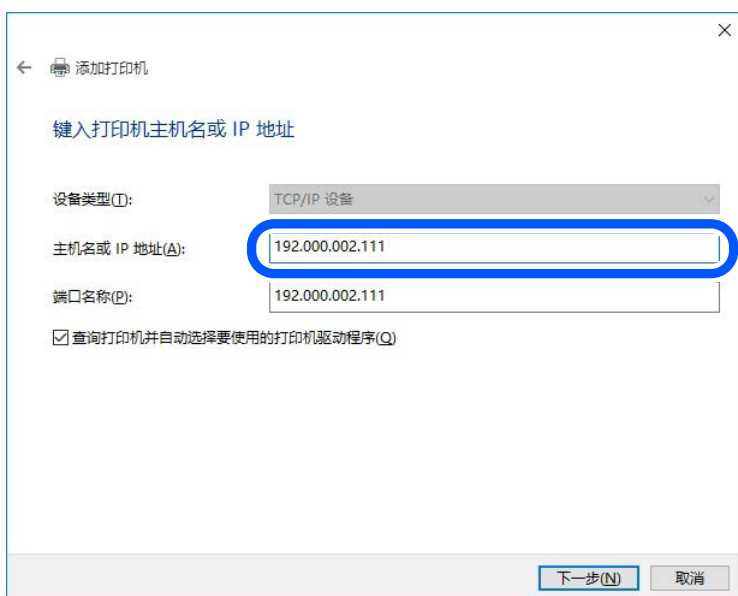 添加打印机
键入打印机主机名或 IP 地址
设备类型(T): TCP/IP 设备
主机名或 IP 地址(A): 192.000.002.111
端口名称(P): 192.000.002.111
查询打印机并自动选择要使用的打印机驱动程序(Q)
下一步(N) 取消